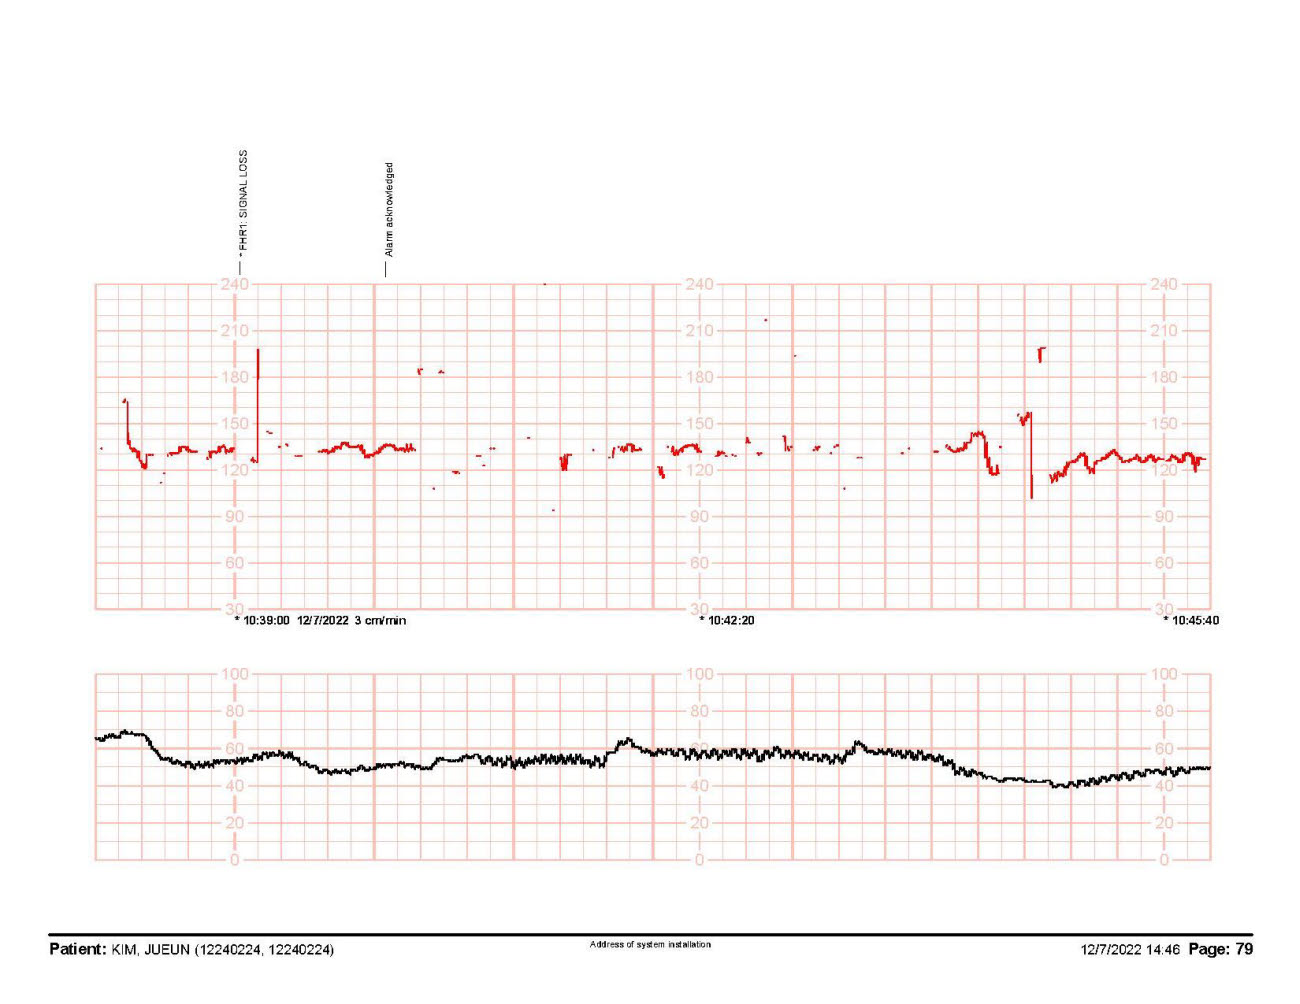 * FHR1: SIGNAL LOSS
Alarm acknowledged
240 240 240
210 210 210
180 180 180
150 150 150
120 120 120
90 90 90
60 60 60
30 30 30
* 10:39:00 12/7/2022 3 cm/min * 10:42:20 * 10:45:40
100 100 100
80 80 80
60 60 60
40 40 40
20 20 20
0 0 0
Patient: KIM, JUEUN (12240224, 12240224) Address of system installation 12/7/2022 14:46 Page: 79